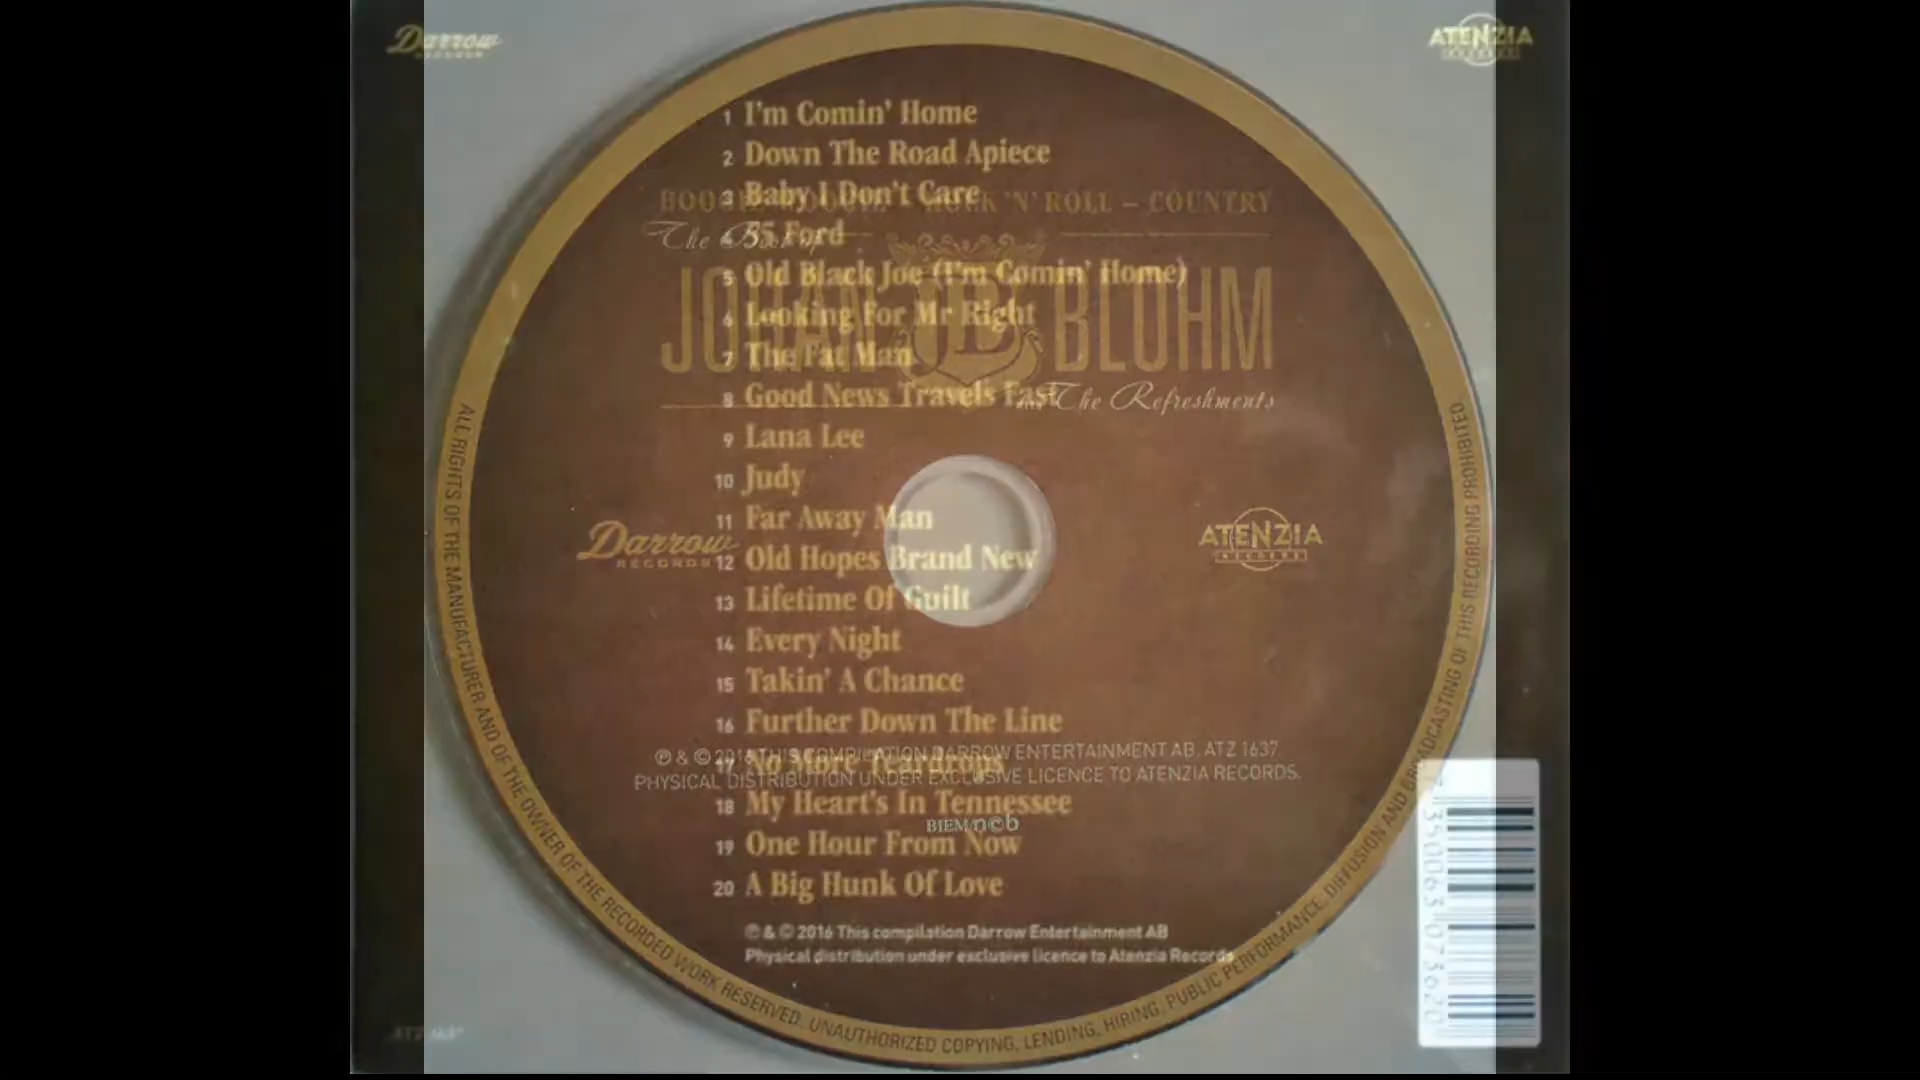 Darrow
RECORDS
ATENZIA
RECORDS
1 I'm Comin' Home
2 Down The Road Apiece
3 Baby I Don't Care
'N' ROLL – COUNTRY
4 55 Ford
The
5 Old Black Joe (I'm Comin' Home)
JOHAN BLOHM
6 Looking For Mr Right
7 The Fat Man
8 Good News Travels Fast
The Refreshments
9 Lana Lee
10 Judy
11 Far Away Man
Darrow
RECORDS
ATENZIA
RECORDS
12 Old Hopes Brand New
13 Lifetime Of Guilt
14 Every Night
15 Takin' A Chance
16 Further Down The Line
℗ & © 2016 THIS COMPILATION DARROW ENTERTAINMENT AB. ATZ 1637.
17 No More Teardrops
PHYSICAL DISTRIBUTION UNDER EXCLUSIVE LICENCE TO ATENZIA RECORDS.
18 My Heart's In Tennessee
BIEM/n©b
19 One Hour From Now
20 A Big Hunk Of Love
℗ & © 2016 This compilation Darrow Entertainment AB
Physical distribution under exclusive licence to Atenzia Records
ALL RIGHTS OF THE MANUFACTURER AND OF THE OWNER OF THE RECORDED WORK RESERVED. UNAUTHORIZED COPYING, LENDING, HIRING, PUBLIC PERFORMANCE, DIFFUSION AND BROADCASTING OF THIS RECORDING PROHIBITED.